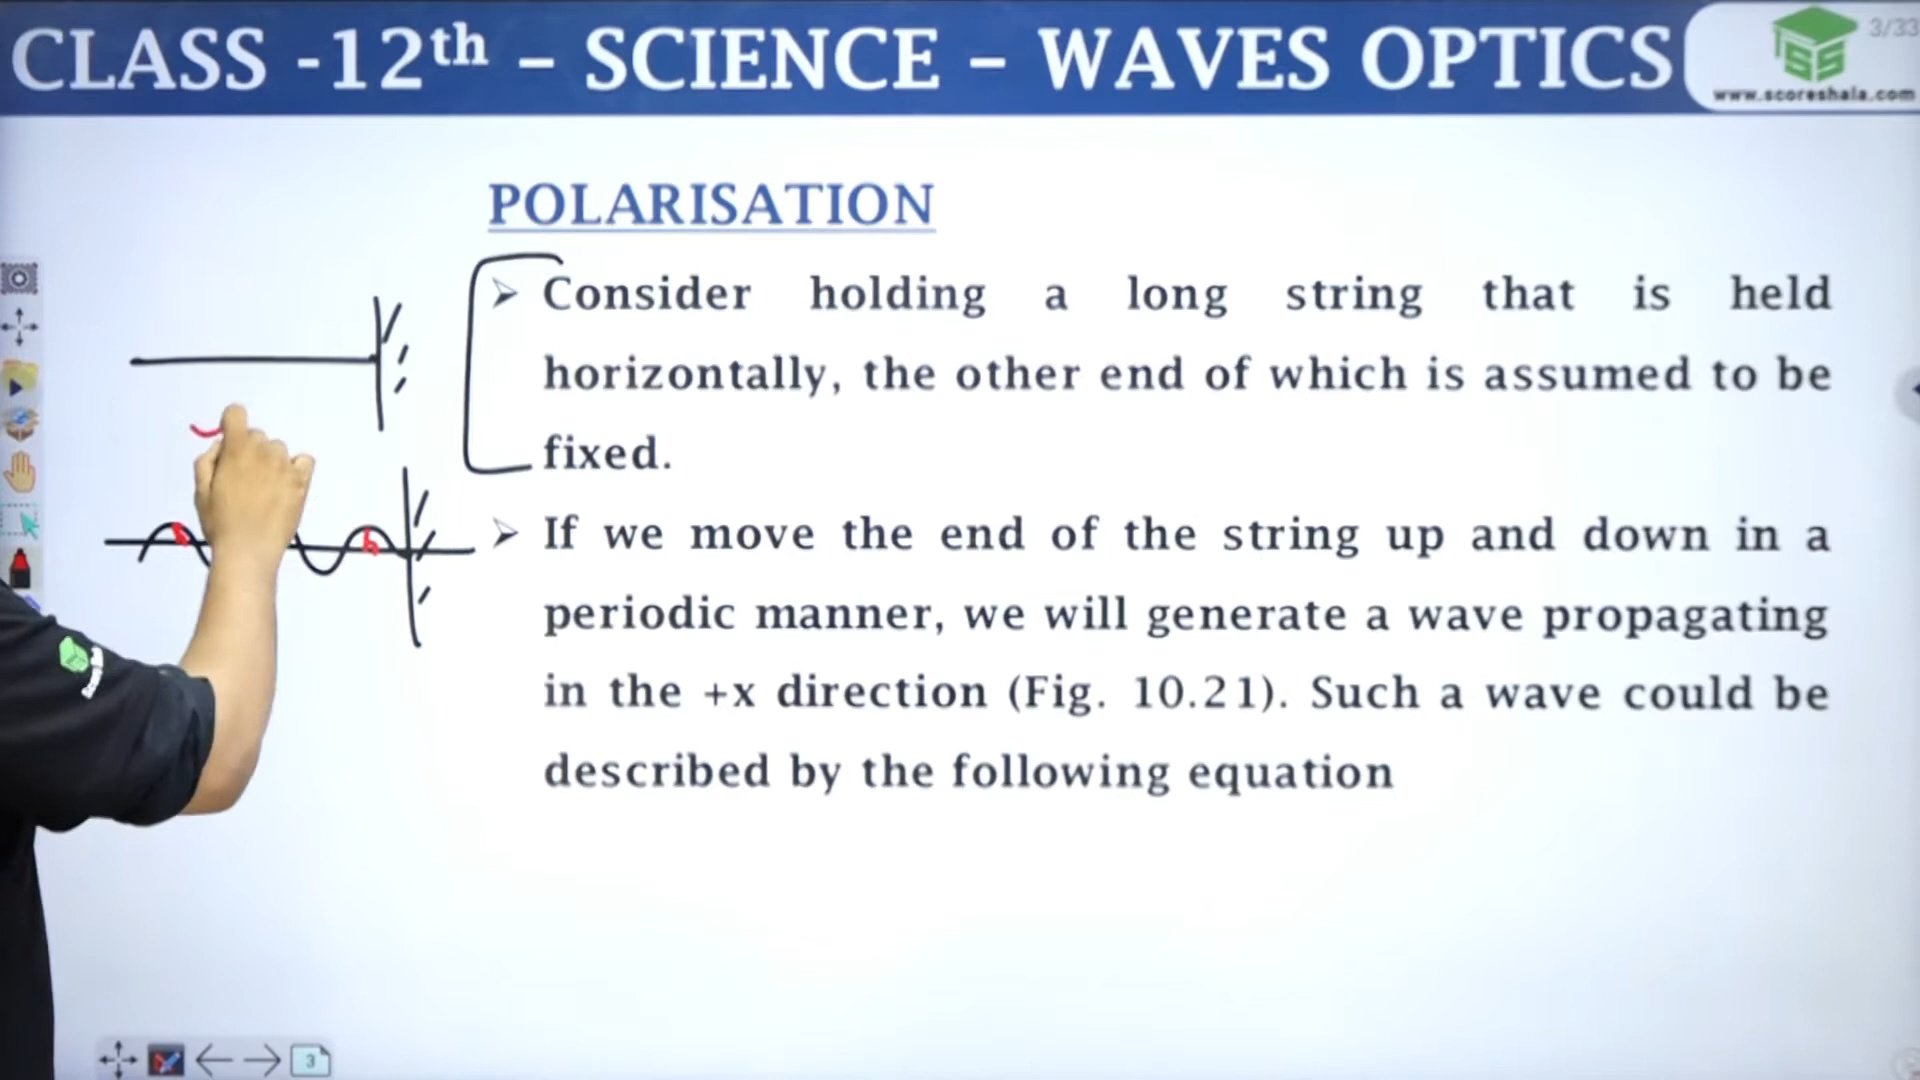 CLASS -12th – SCIENCE – WAVES OPTICS
3/33
www.scoreshala.com
POLARISATION
➢ Consider holding a long string that is held
horizontally, the other end of which is assumed to be
fixed.
➢ If we move the end of the string up and down in a
periodic manner, we will generate a wave propagating
in the +x direction (Fig. 10.21). Such a wave could be
described by the following equation
3